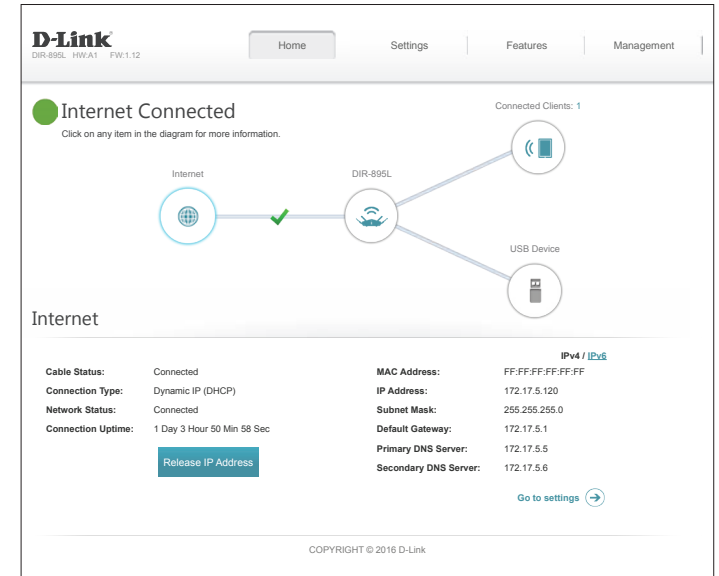 D-Link
DIR-895L HW:A1 FW:1.12
Home
Settings
Features
Management
Internet Connected
Click on any item in the diagram for more information.
Connected Clients: 1
Internet
DIR-895L
USB Device
Internet
IPv4 / IPv6
Cable Status: Connected
MAC Address: FF:FF:FF:FF:FF:FF
Connection Type: Dynamic IP (DHCP)
IP Address: 172.17.5.120
Network Status: Connected
Subnet Mask: 255.255.255.0
Connection Uptime: 1 Day 3 Hour 50 Min 58 Sec
Default Gateway: 172.17.5.1
Primary DNS Server: 172.17.5.5
Release IP Address
Secondary DNS Server: 172.17.5.6
Go to settings
COPYRIGHT © 2016 D-Link